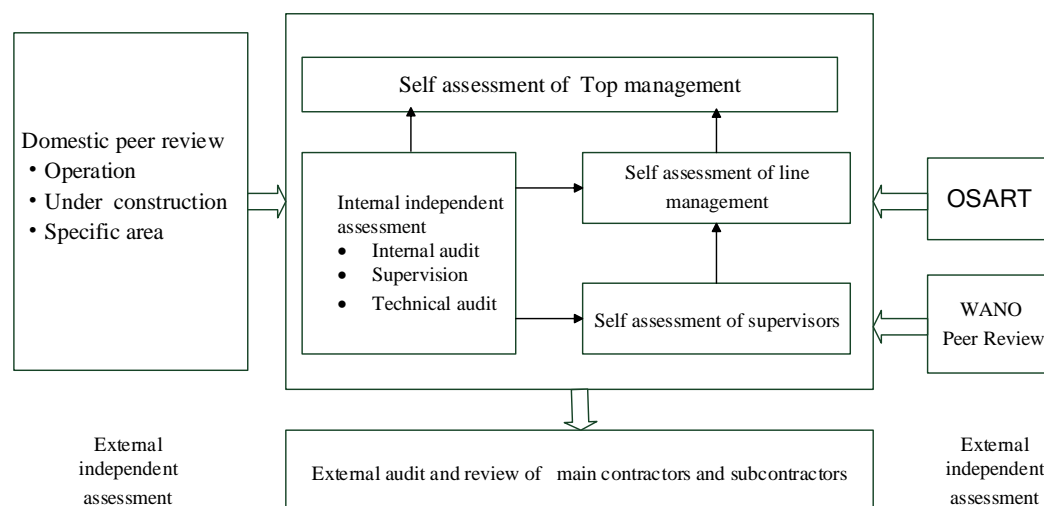 Self assessment of Top management
Domestic peer review
• Operation
• Under construction
• Specific area
Internal independent
assessment
• Internal audit
• Supervision
• Technical audit
Self assessment of line
management
Self assessment of supervisors
OSART
WANO
Peer Review
External
independent
assessment
External audit and review of main contractors and subcontractors
External
independent
assessment